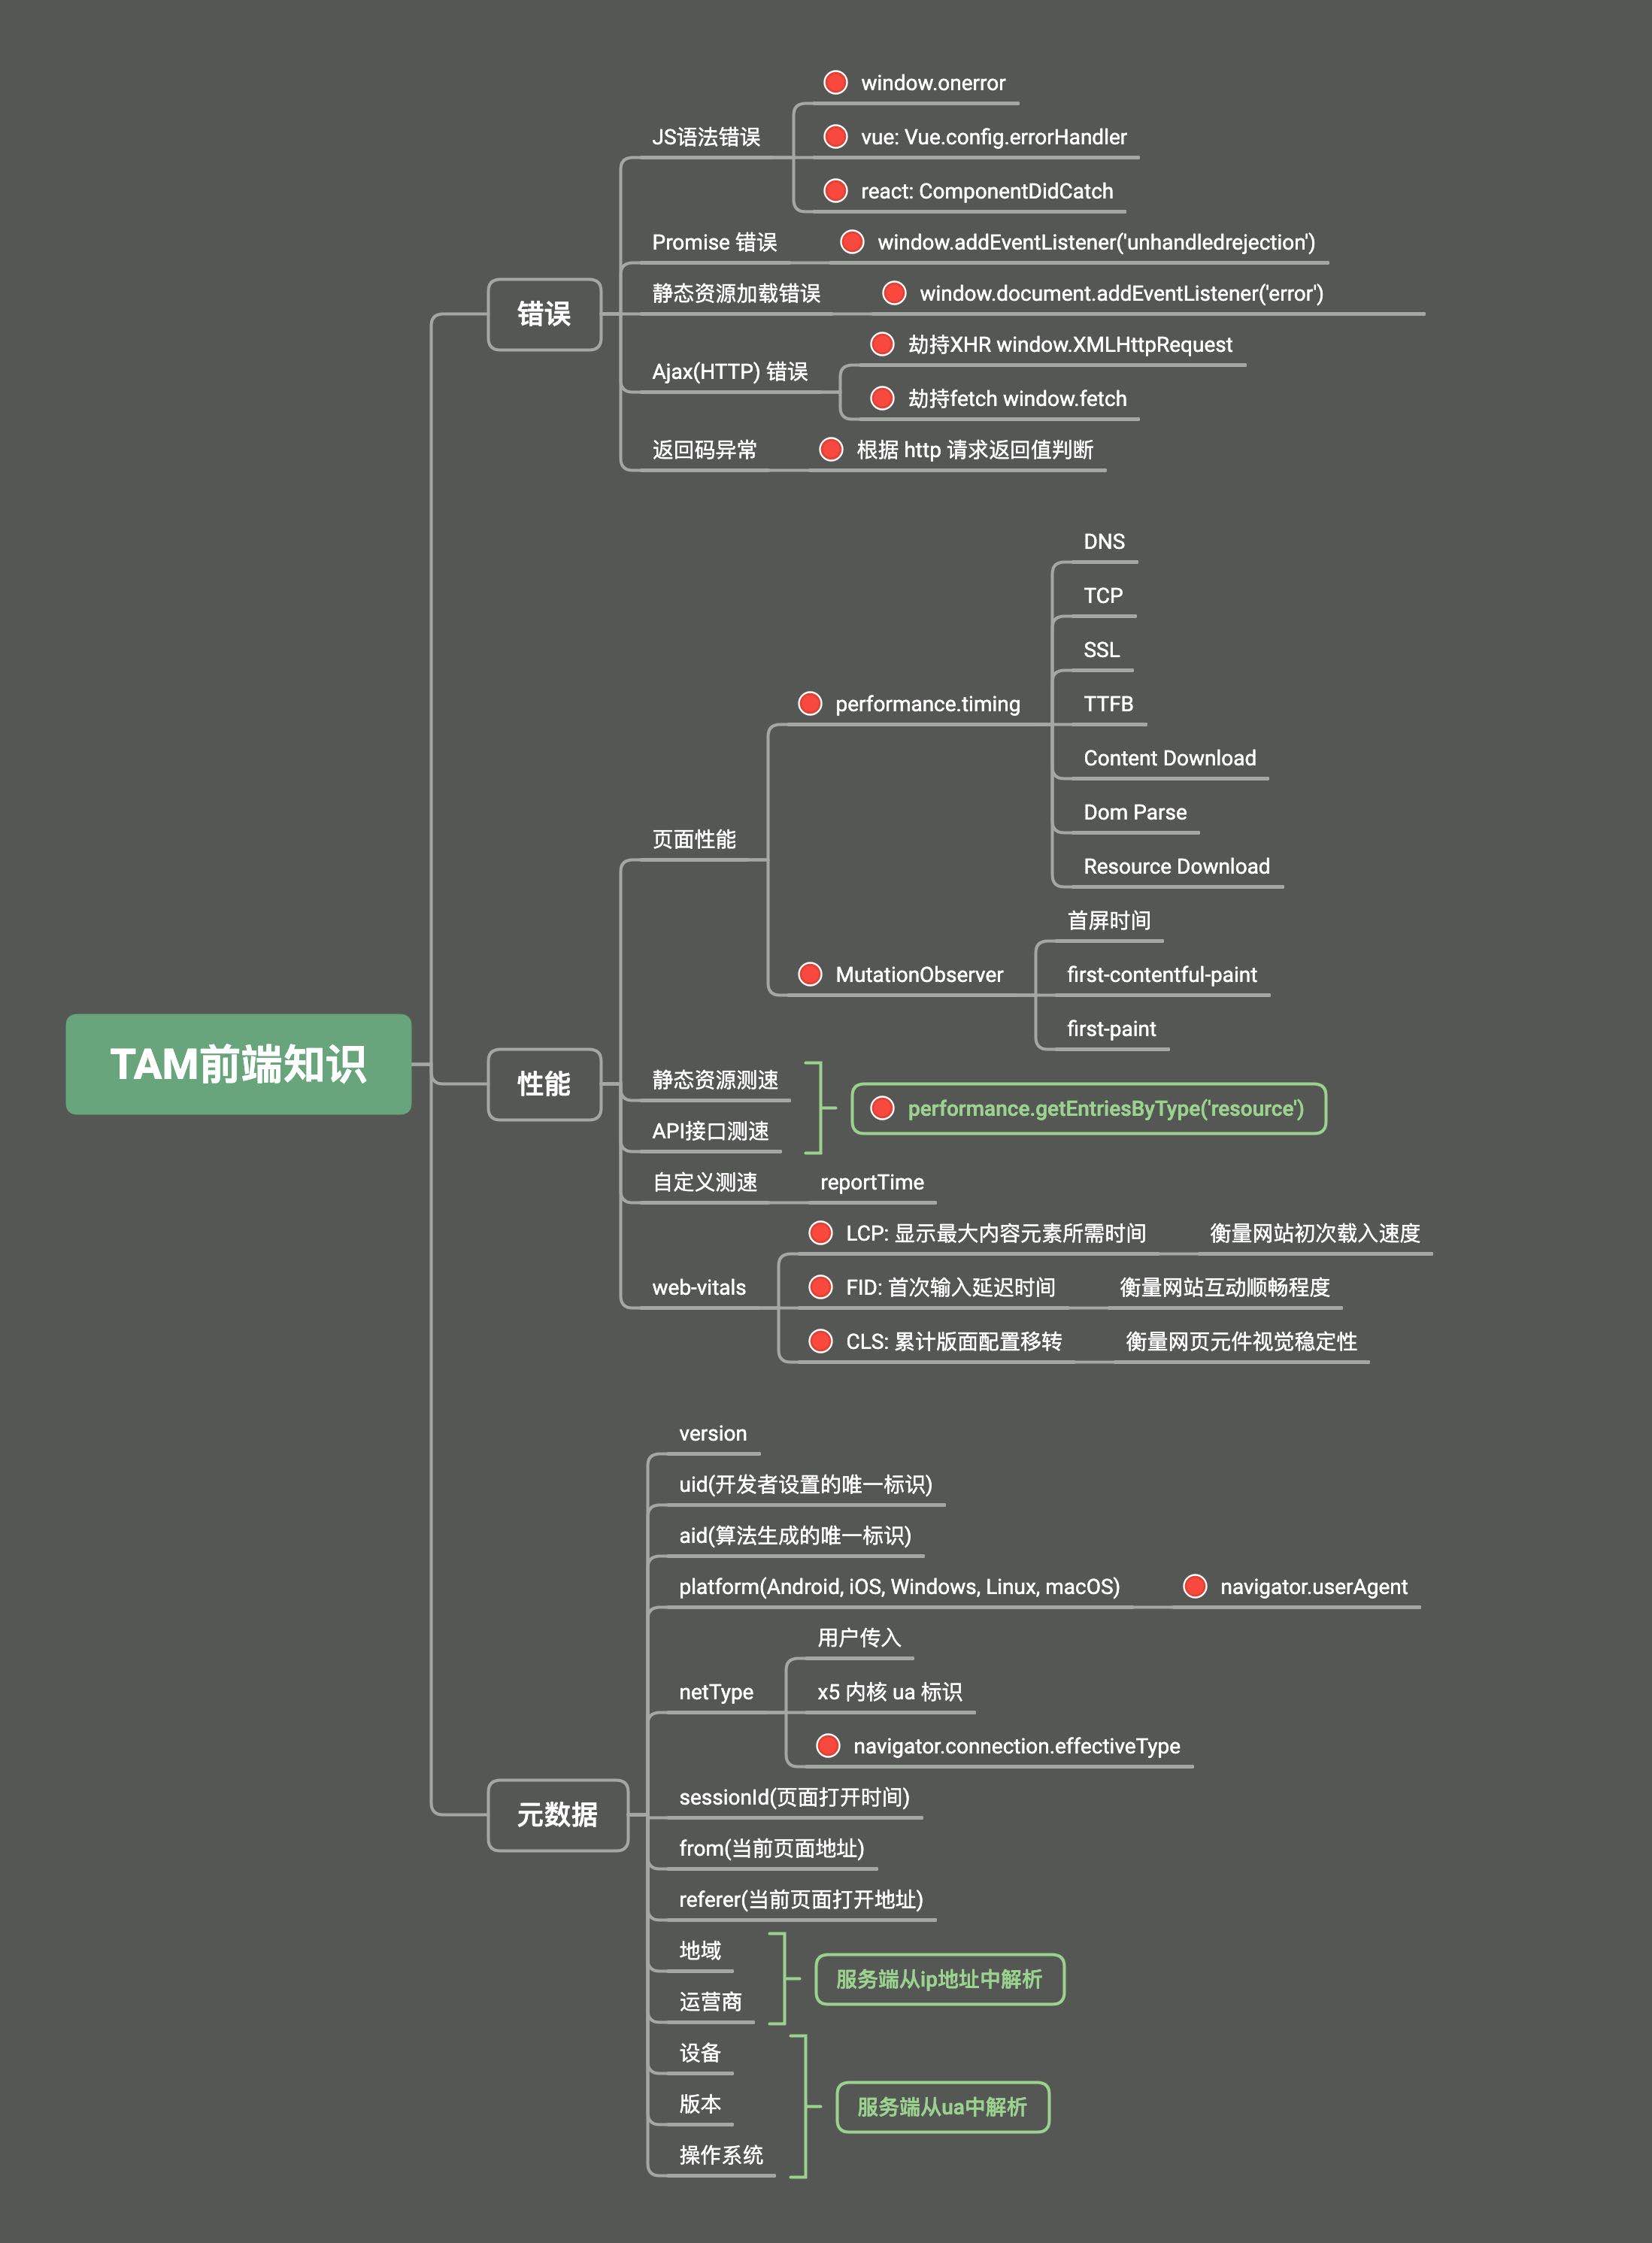 window.onerror
JS语法错误
vue: Vue.config.errorHandler
react: ComponentDidCatch
Promise 错误
window.addEventListener('unhandledrejection')
静态资源加载错误
window.document.addEventListener('error')
错误
劫持XHR window.XMLHttpRequest
Ajax(HTTP) 错误
劫持fetch window.fetch
返回码异常
根据 http 请求返回值判断
DNS
TCP
SSL
performance.timing
TTFB
Content Download
Dom Parse
页面性能
Resource Download
首屏时间
MutationObserver
first-contentful-paint
first-paint
TAM前端知识
性能
静态资源测速
performance.getEntriesByType('resource')
API接口测速
自定义测速
reportTime
LCP: 显示最大内容元素所需时间
衡量网站初次载入速度
web-vitals
FID: 首次输入延迟时间
衡量网站互动顺畅程度
CLS: 累计版面配置移转
衡量网页元件视觉稳定性
version
uid(开发者设置的唯一标识)
aid(算法生成的唯一标识)
platform(Android, iOS, Windows, Linux, macOS)
navigator.userAgent
用户传入
netType
x5 内核 ua 标识
navigator.connection.effectiveType
元数据
sessionId(页面打开时间)
from(当前页面地址)
referer(当前页面打开地址)
地域
服务端从ip地址中解析
运营商
设备
版本
服务端从ua中解析
操作系统